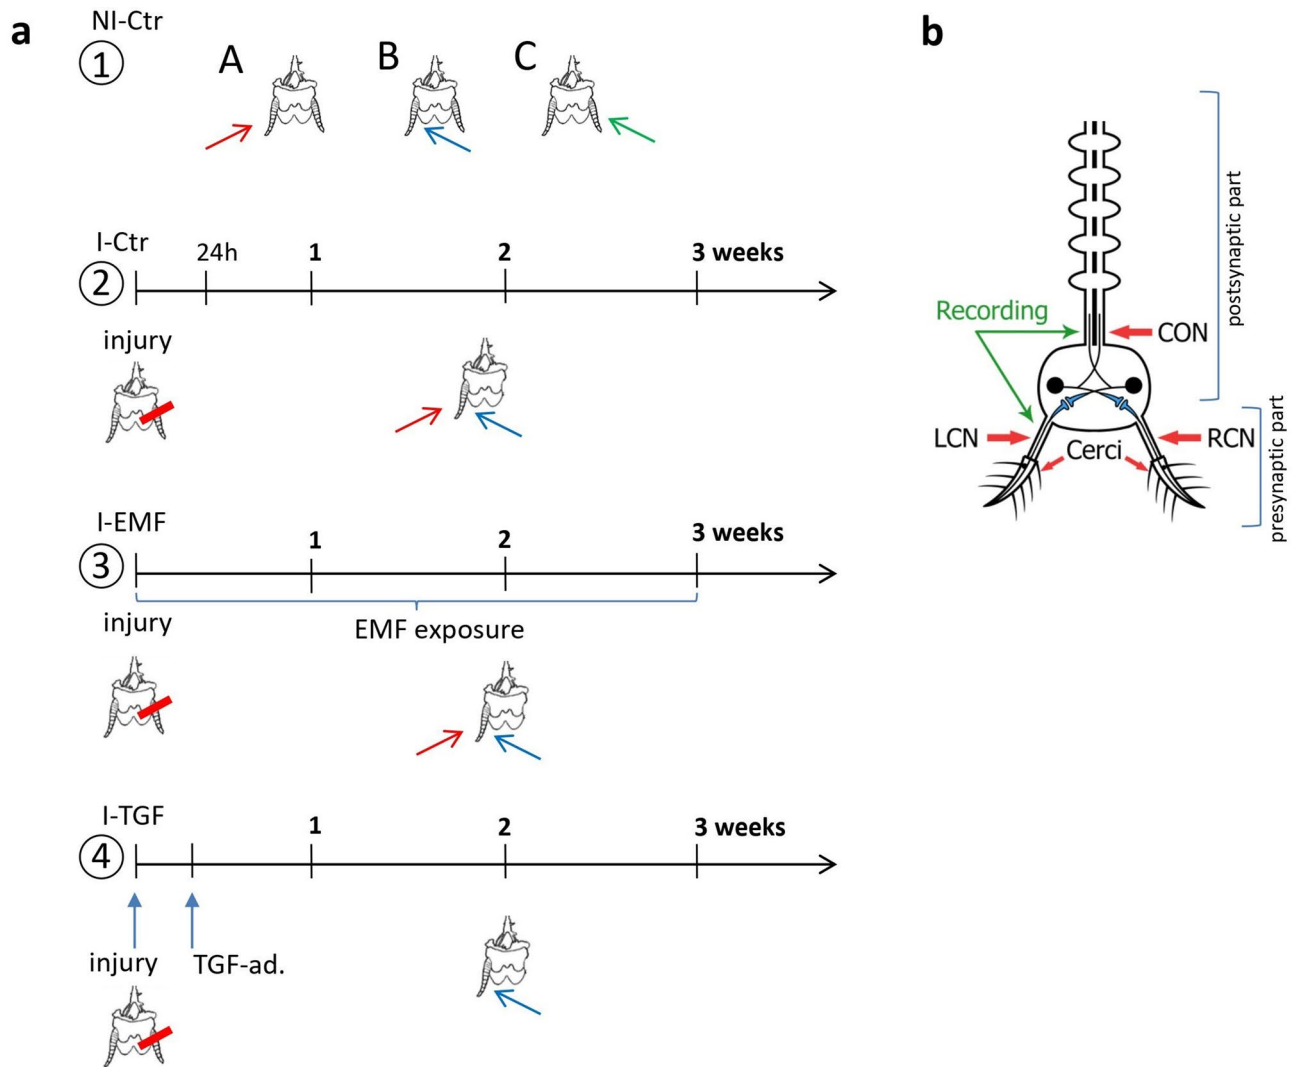 a
NI-Ctr
1
A
B
C
I-Ctr
2
24h
1
2
3 weeks
injury
I-EMF
3
1
2
3 weeks
injury
EMF exposure
I-TGF
4
1
2
3 weeks
injury
TGF-ad.
b
Recording
CON
LCN
RCN
Cerci
postsynaptic part
presynaptic part